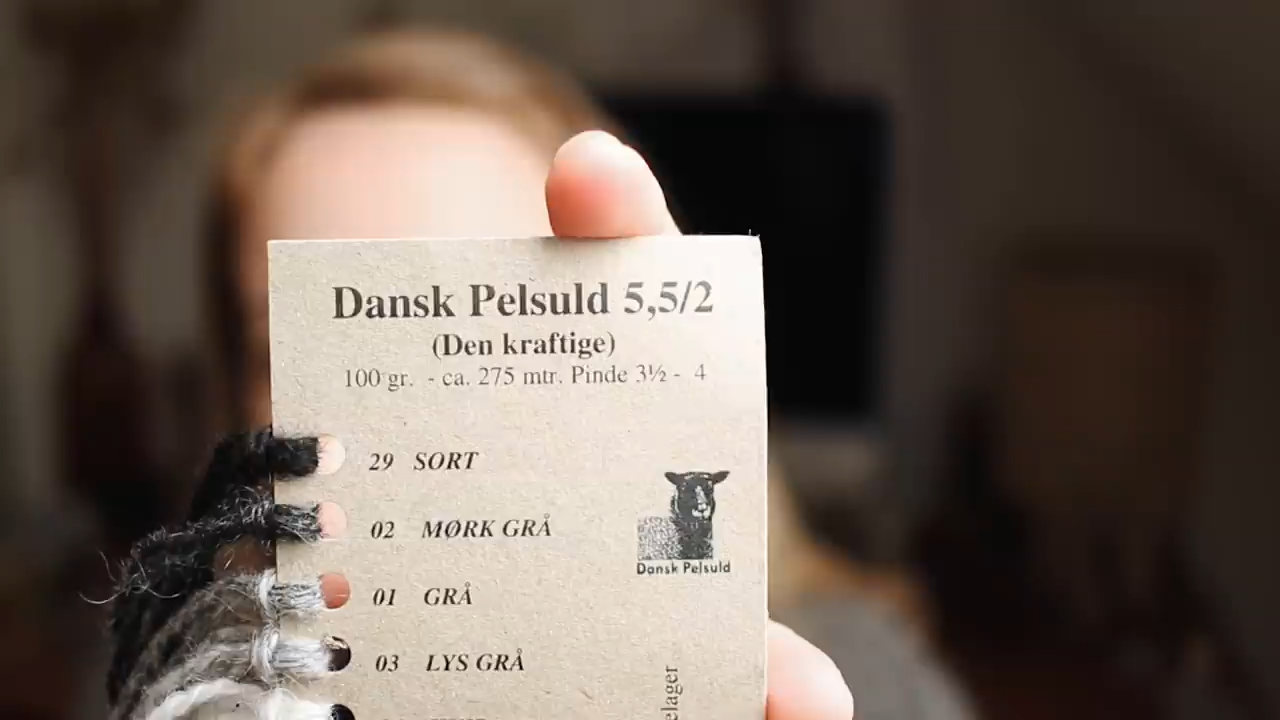 Dansk Pelsuld 5,5/2
(Den kraftige)
100 gr. - ca. 275 mtr. Pinde 3½ - 4
29 SORT
02 MØRK GRÅ
01 GRÅ
03 LYS GRÅ
Dansk Pelsuld